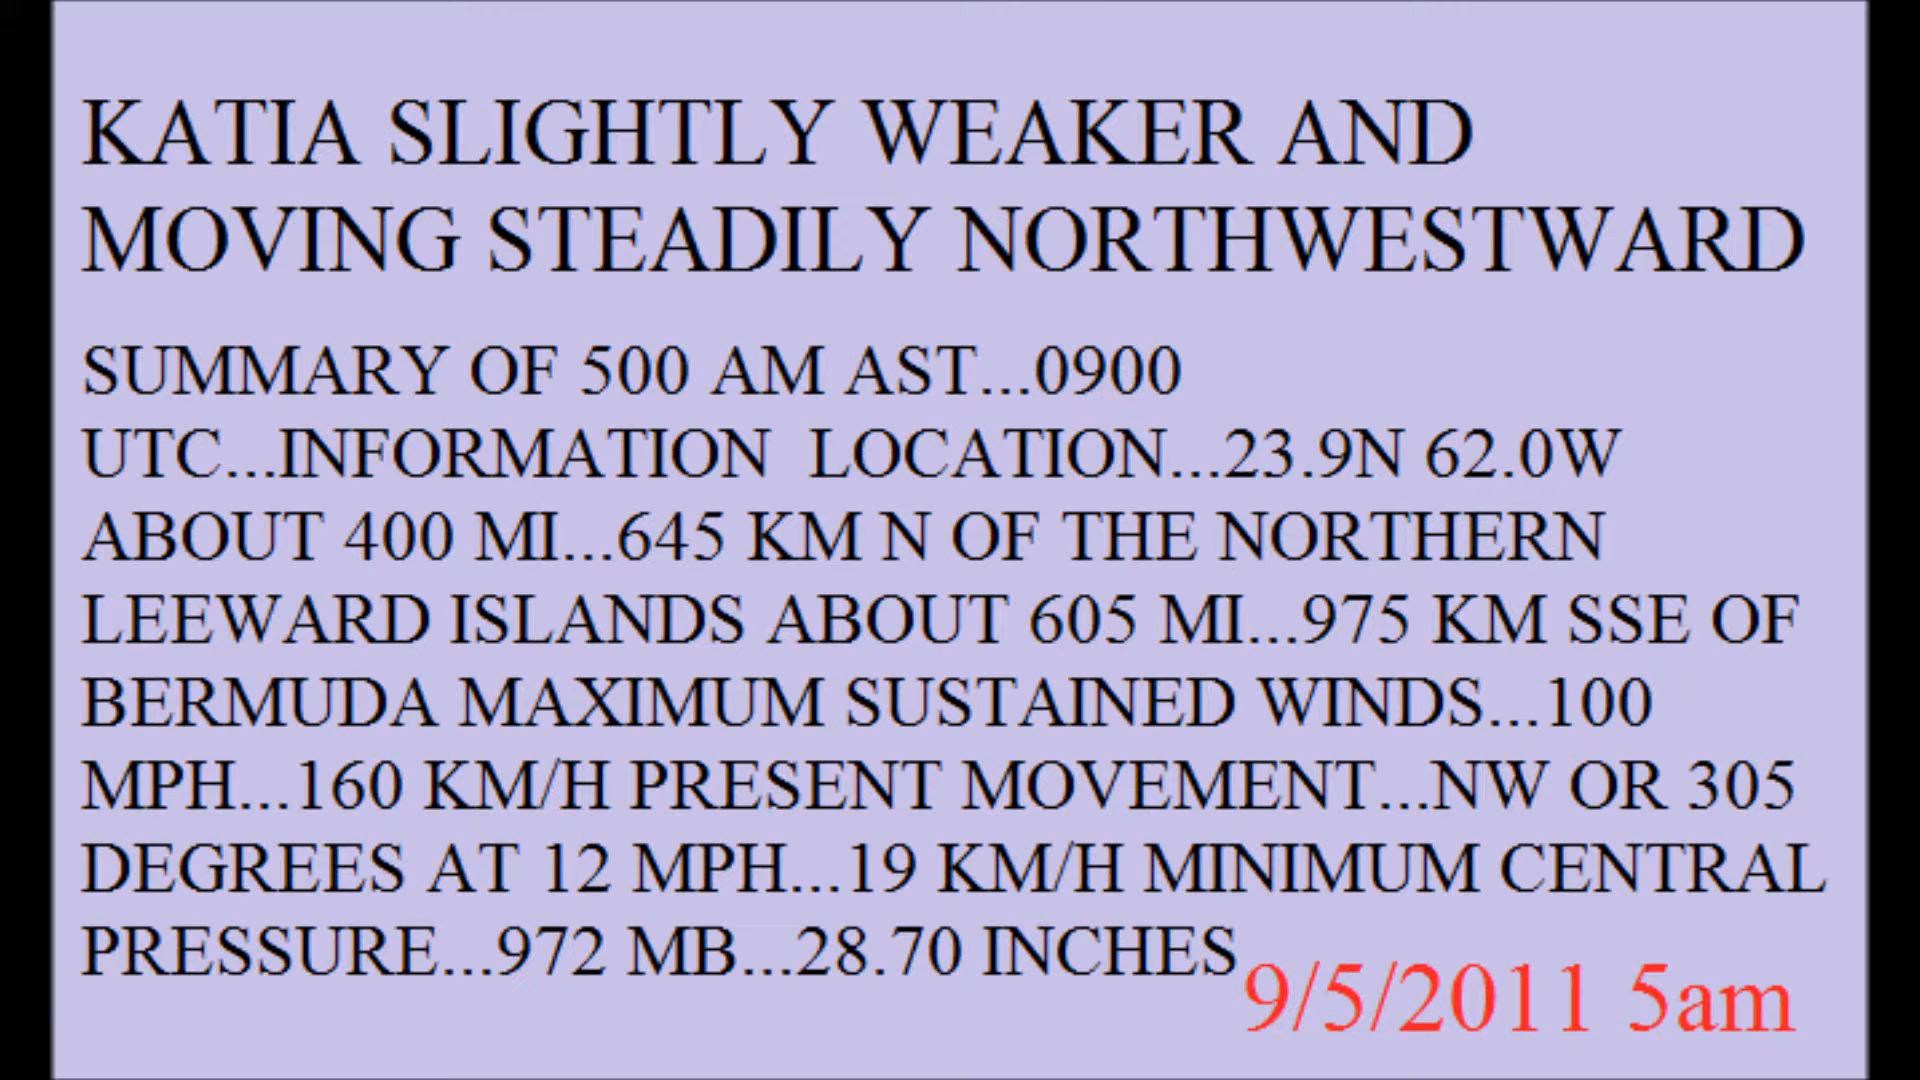 KATIA SLIGHTLY WEAKER AND
MOVING STEADILY NORTHWESTWARD
SUMMARY OF 500 AM AST...0900
UTC...INFORMATION LOCATION...23.9N 62.0W
ABOUT 400 MI...645 KM N OF THE NORTHERN
LEEWARD ISLANDS ABOUT 605 MI...975 KM SSE OF
BERMUDA MAXIMUM SUSTAINED WINDS...100
MPH...160 KM/H PRESENT MOVEMENT...NW OR 305
DEGREES AT 12 MPH...19 KM/H MINIMUM CENTRAL
PRESSURE...972 MB...28.70 INCHES
9/5/2011 5am